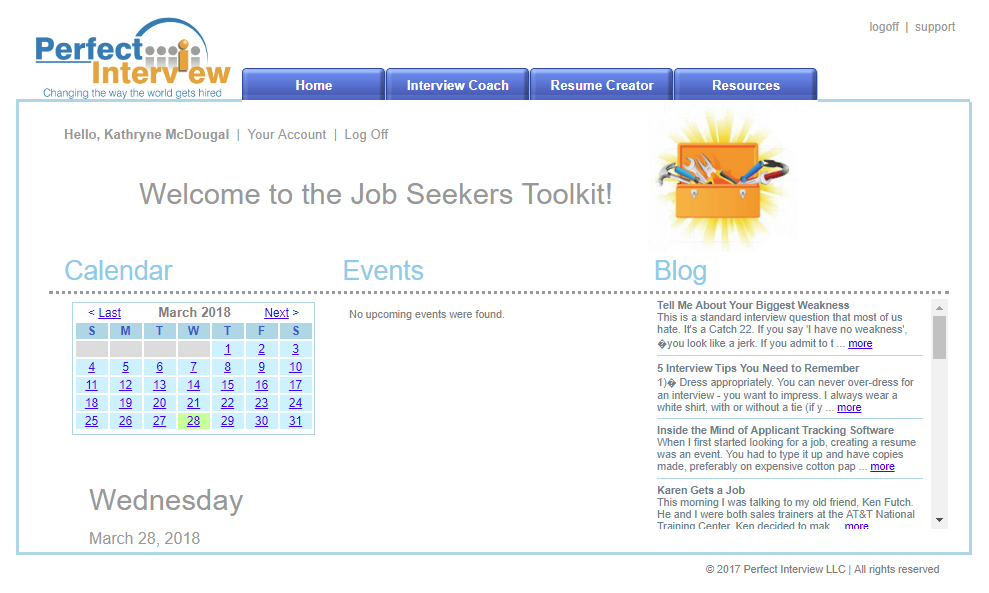 logoff | support
Perfect
Interview
Changing the way the world gets hired
Home Interview Coach Resume Creator Resources
Hello, Kathryne McDougal | Your Account | Log Off
Welcome to the Job Seekers Toolkit!
Calendar
< Last March 2018 Next >
S M T W T F S
1 2 3
4 5 6 7 8 9 10
11 12 13 14 15 16 17
18 19 20 21 22 23 24
25 26 27 28 29 30 31
Wednesday
March 28, 2018
Events
No upcoming events were found.
Blog
Tell Me About Your Biggest Weakness
This is a standard interview question that most of us
hate. It's a Catch 22. If you say 'I have no weakness',
�you look like a jerk. If you admit to t ... more
5 Interview Tips You Need to Remember
1)� Dress appropriately. You can never over-dress for
an interview - you want to impress. I always wear a
white shirt, with or without a tie (if y ... more
Inside the Mind of Applicant Tracking Software
When I first started looking for a job, creating a resume
was an event. You had to type it up and have copies
made, preferably on expensive cotton pap ... more
Karen Gets a Job
This morning I was talking to my old friend, Ken Futch.
He and I were both sales trainers at the AT&T National
Training Center. Ken decided to mak ... more
© 2017 Perfect Interview LLC | All rights reserved